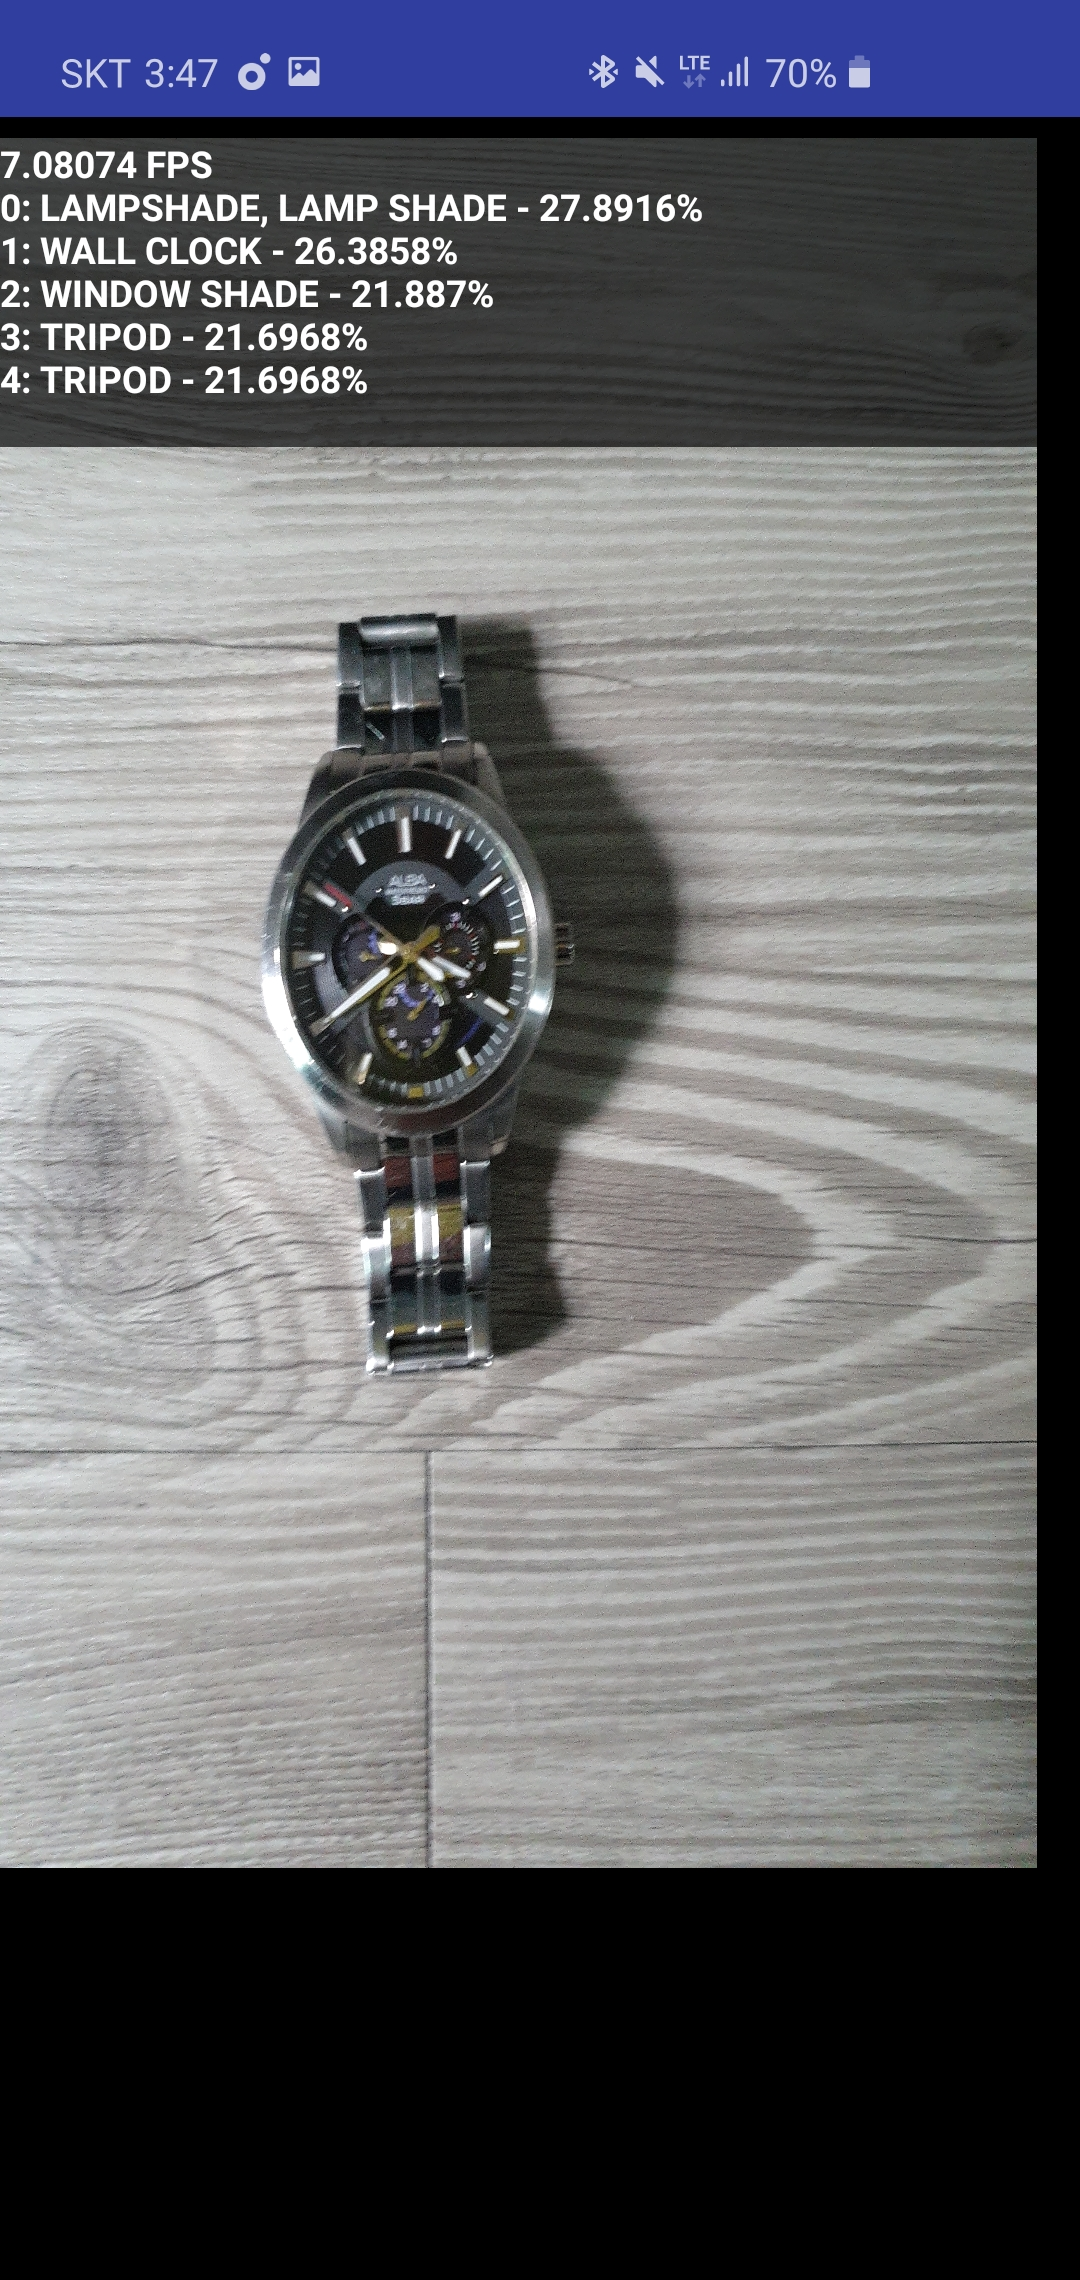 SKT 3:47 LTE 70%
7.08074 FPS
0: LAMPSHADE, LAMP SHADE - 27.8916%
1: WALL CLOCK - 26.3858%
2: WINDOW SHADE - 21.887%
3: TRIPOD - 21.6968%
4: TRIPOD - 21.6968%
ALBA